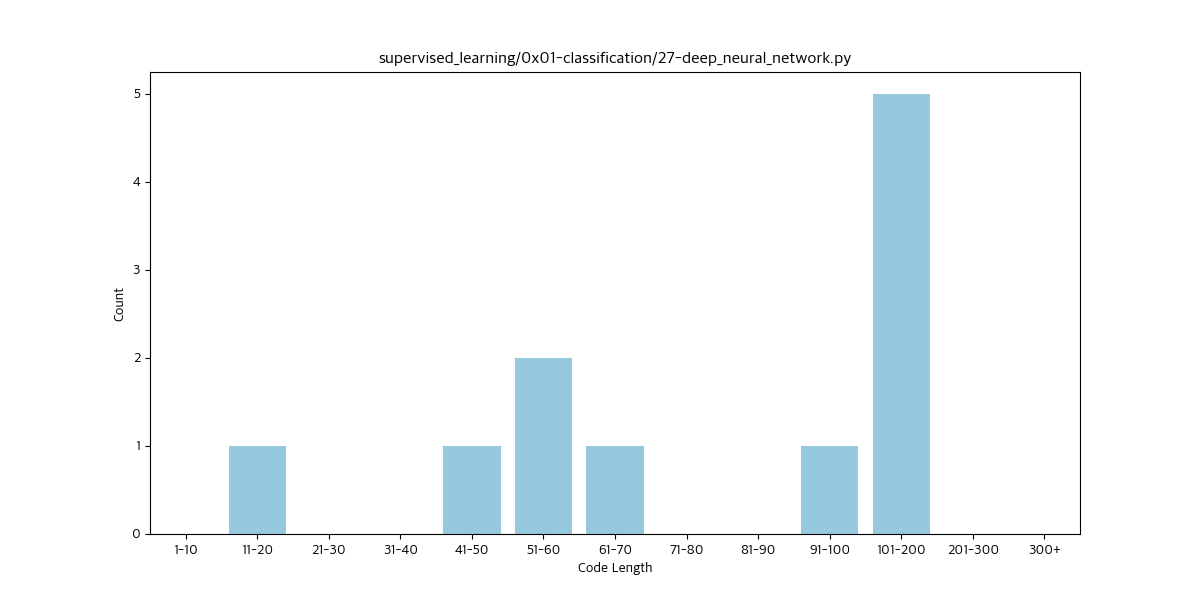 supervised_learning/0x01-classification/27-deep_neural_network.py
5
4
3
2
1
0
Count
1-10 11-20 21-30 31-40 41-50 51-60 61-70 71-80 81-90 91-100 101-200 201-300 300+
Code Length